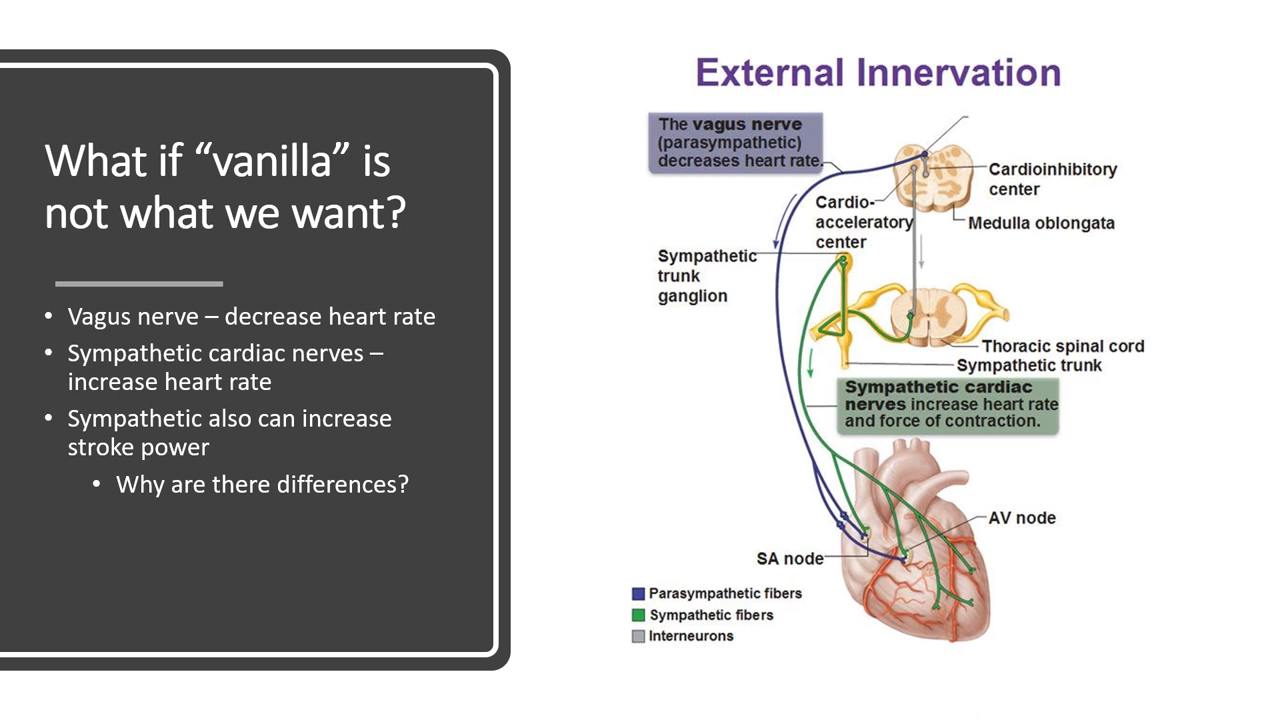 What if “vanilla” is
not what we want?
• Vagus nerve – decrease heart rate
• Sympathetic cardiac nerves –
increase heart rate
• Sympathetic also can increase
stroke power
• Why are there differences?
External Innervation
The vagus nerve
(parasympathetic)
decreases heart rate.
Cardioinhibitory
center
Cardio-
acceleratory
center
Medulla oblongata
Sympathetic
trunk
ganglion
Thoracic spinal cord
Sympathetic trunk
Sympathetic cardiac
nerves increase heart rate
and force of contraction.
AV node
SA node
Parasympathetic fibers
Sympathetic fibers
Interneurons